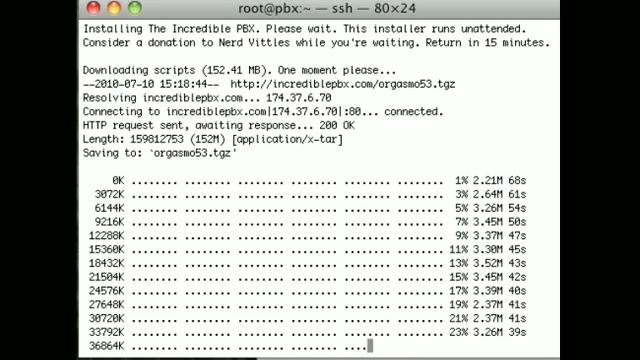 root@pbx:~ — ssh — 80×24
Installing The Incredible PBX. Please wait. This installer runs unattended.
Consider a donation to Nerd Vittles while you're waiting. Return in 15 minutes.
Downloading scripts (152.41 MB). One moment please...
--2010-07-10 15:18:44--  http://incrediblepbx.com/orgasmo53.tgz
Resolving incrediblepbx.com... 174.37.6.70
Connecting to incrediblepbx.com|174.37.6.70|:80... connected.
HTTP request sent, awaiting response... 200 OK
Length: 159812753 (152M) [application/x-tar]
Saving to: `orgasmo53.tgz'
0K ........ ........ ........ ........ ........ ........ 1% 2.21M 68s
3072K ........ ........ ........ ........ ........ ........ 3% 2.64M 61s
6144K ........ ........ ........ ........ ........ ........ 5% 3.26M 54s
9216K ........ ........ ........ ........ ........ ........ 7% 3.45M 50s
12288K ........ ........ ........ ........ ........ ........ 9% 3.37M 47s
15360K ........ ........ ........ ........ ........ ........ 11% 3.30M 45s
18432K ........ ........ ........ ........ ........ ........ 13% 3.52M 43s
21504K ........ ........ ........ ........ ........ ........ 15% 3.45M 42s
24576K ........ ........ ........ ........ ........ ........ 17% 3.39M 40s
27648K ........ ........ ........ ........ ........ ........ 19% 2.37M 41s
30720K ........ ........ ........ ........ ........ ........ 21% 2.37M 41s
33792K ........ ........ ........ ........ ........ ........ 23% 3.26M 39s
36864K ........ ........ ........ ........ ....